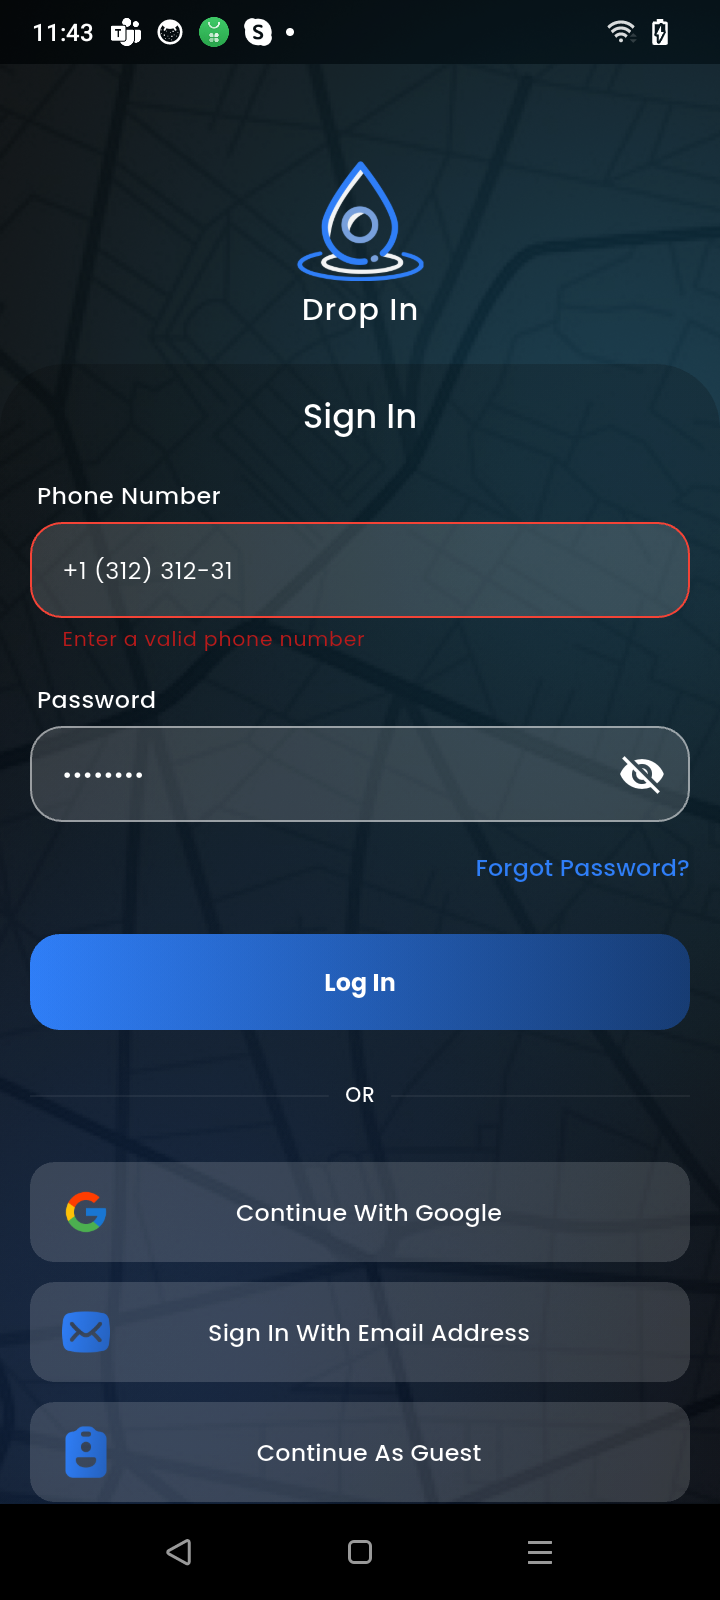 11:43
Drop In
Sign In
Phone Number
+1 (312) 312-31
Enter a valid phone number
Password
••••••••
Forgot Password?
Log In
OR
Continue With Google
Sign In With Email Address
Continue As Guest